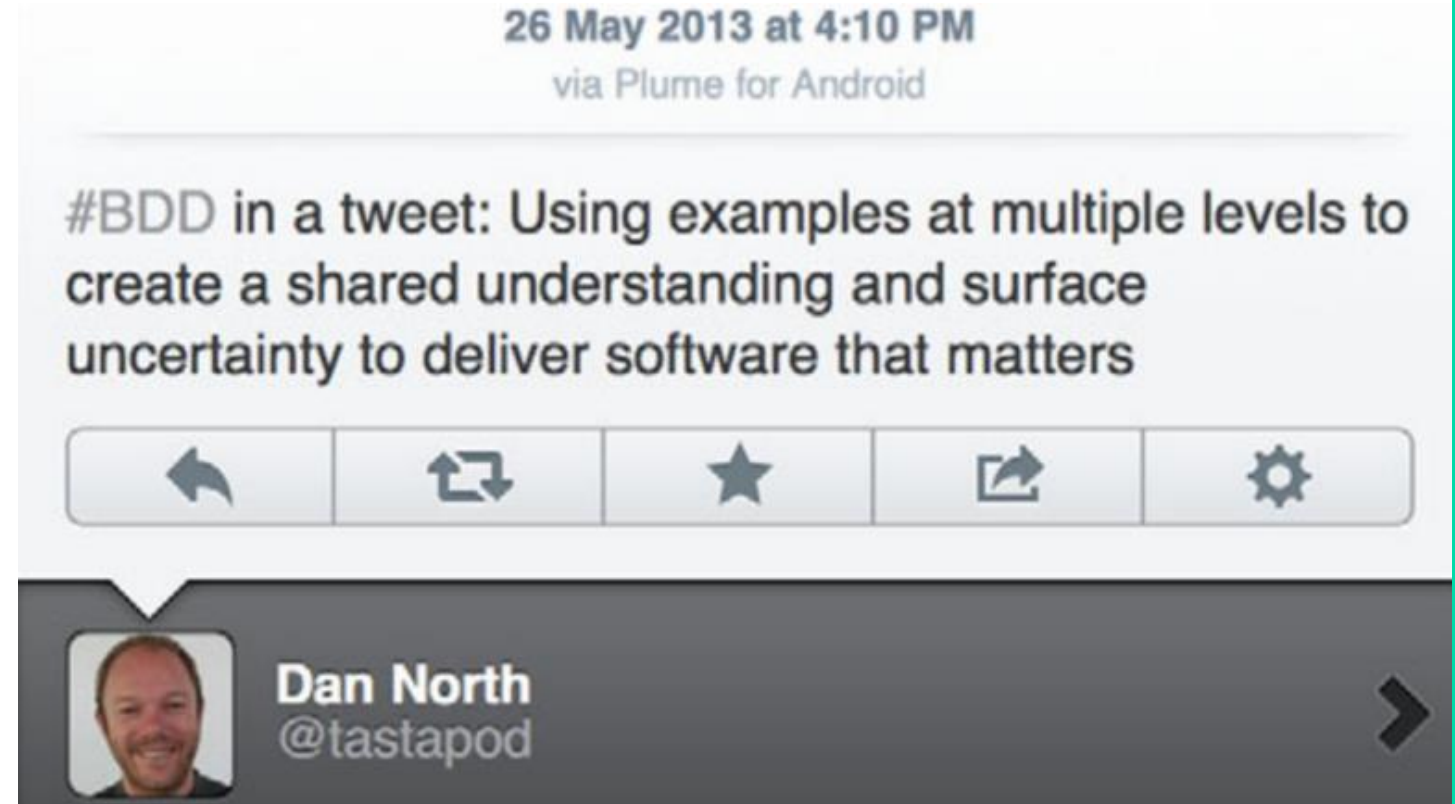 26 May 2013 at 4:10 PM
via Plume for Android
#BDD in a tweet: Using examples at multiple levels to
create a shared understanding and surface
uncertainty to deliver software that matters
Dan North
@tastapod